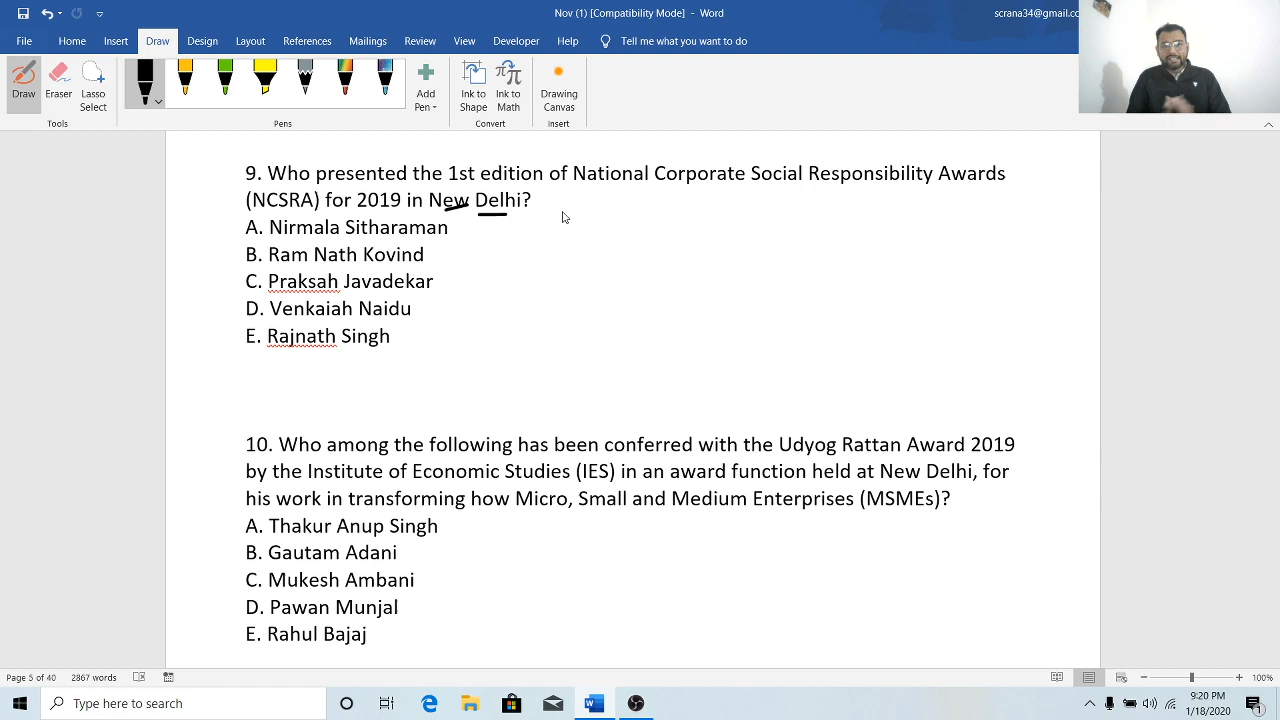 Nov (1) [Compatibility Mode] - Word
scrana34@gmail.co
File Home Insert Draw Design Layout References Mailings Review View Developer Help Tell me what you want to do
Draw Eraser Lasso Select Add Pen Ink to Shape Ink to Math Drawing Canvas
Tools Pens Convert Insert
9. Who presented the 1st edition of National Corporate Social Responsibility Awards
(NCSRA) for 2019 in New Delhi?
A. Nirmala Sitharaman
B. Ram Nath Kovind
C. Praksah Javadekar
D. Venkaiah Naidu
E. Rajnath Singh
10. Who among the following has been conferred with the Udyog Rattan Award 2019
by the Institute of Economic Studies (IES) in an award function held at New Delhi, for
his work in transforming how Micro, Small and Medium Enterprises (MSMEs)?
A. Thakur Anup Singh
B. Gautam Adani
C. Mukesh Ambani
D. Pawan Munjal
E. Rahul Bajaj
Page 5 of 40 2867 words 100%
Type here to search
9:20 PM
1/18/2020